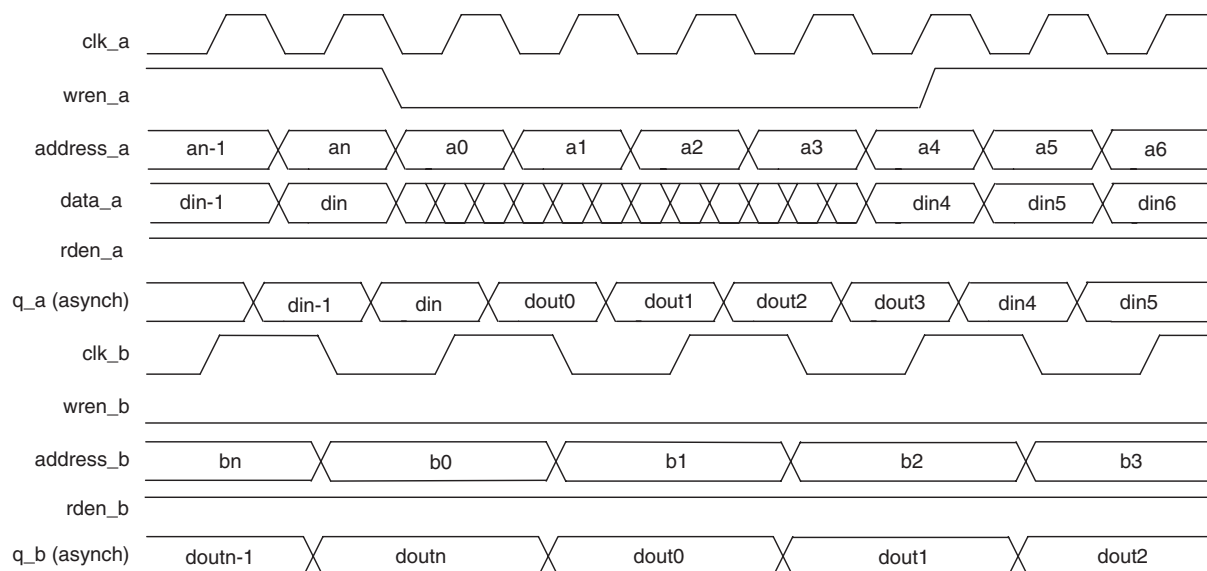 clk_a
wren_a
address_a an-1 an a0 a1 a2 a3 a4 a5 a6
data_a din-1 din din4 din5 din6
rden_a
q_a (asynch) din-1 din dout0 dout1 dout2 dout3 din4 din5
clk_b
wren_b
address_b bn b0 b1 b2 b3
rden_b
q_b (asynch) doutn-1 doutn dout0 dout1 dout2